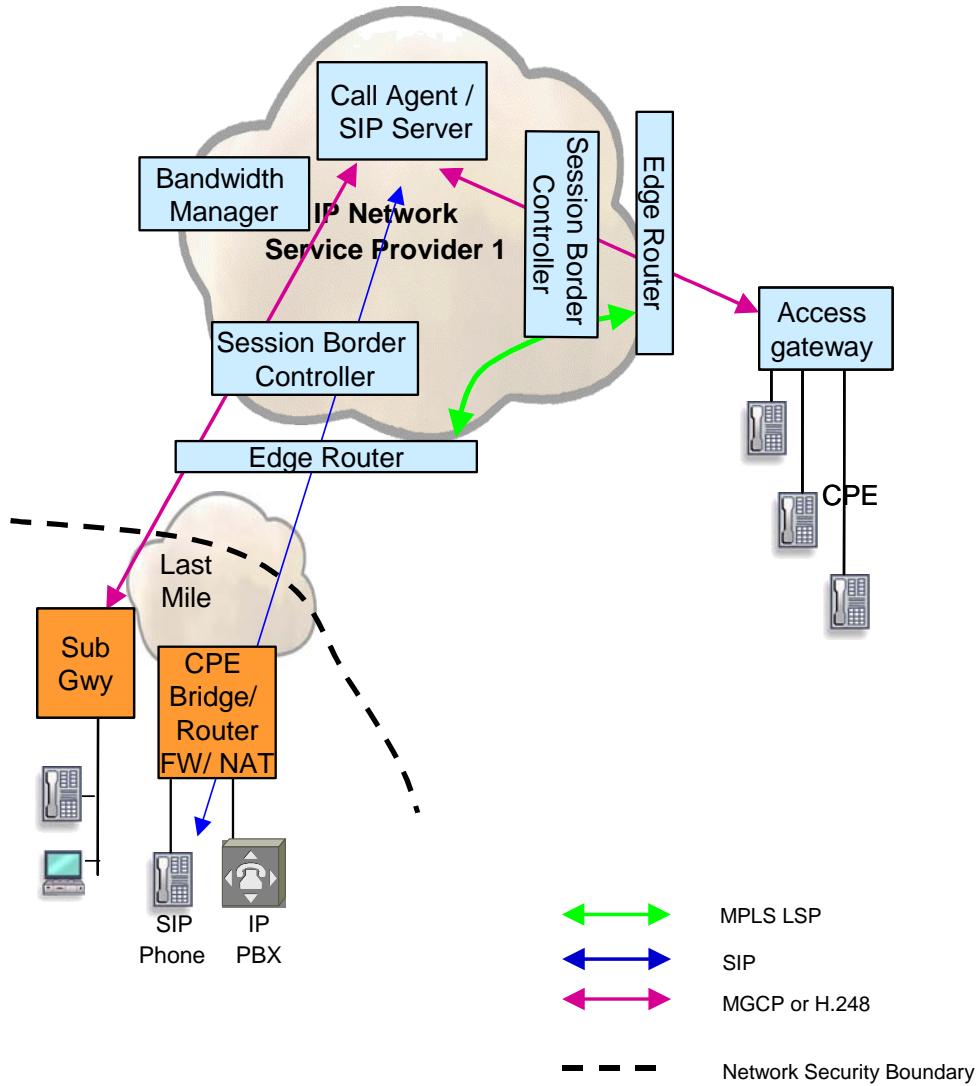 Call Agent /
SIP Server
Bandwidth
Manager
IP Network
Service Provider 1
Session Border
Controller
Edge Router
Access
gateway
CPE
Session Border
Controller
Edge Router
Last
Mile
Sub
Gwy
CPE
Bridge/
Router
FW/ NAT
SIP
Phone
IP
PBX
MPLS LSP
SIP
MGCP or H.248
Network Security Boundary